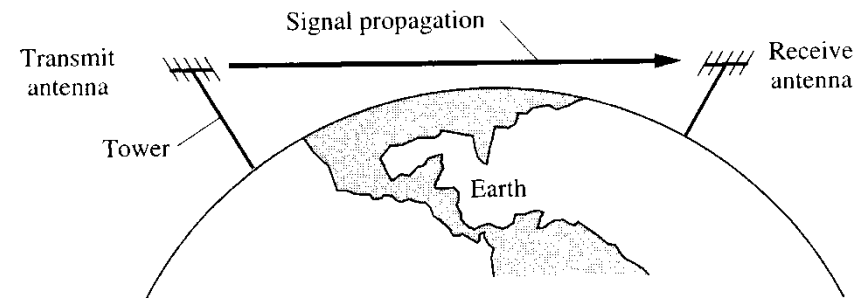 Signal propagation
Transmit
antenna
Receive
antenna
Tower
Earth